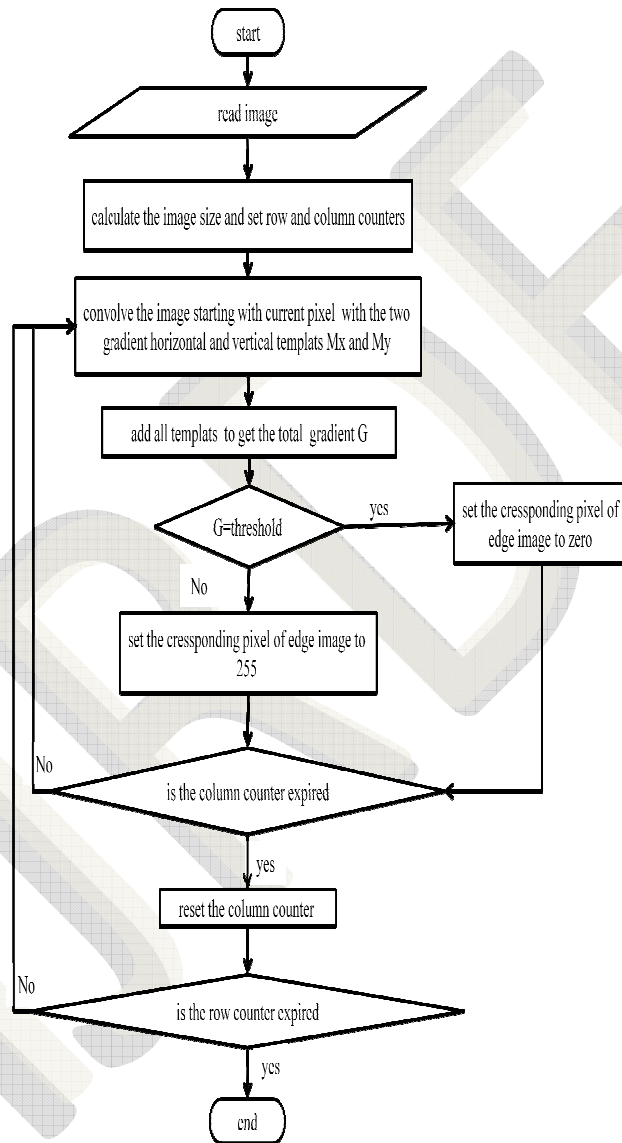 start
read image
calculate the image size and set row and column counters
convolve the image starting with current pixel with the two
gradient horizontal and vertical templats Mx and My
add all templats to get the total gradient G
G=threshold
yes
set the cressponding pixel of
edge image to zero
No
set the cressponding pixel of edge image to
255
is the column counter expired
No
yes
reset the column counter
is the row counter expired
No
yes
end